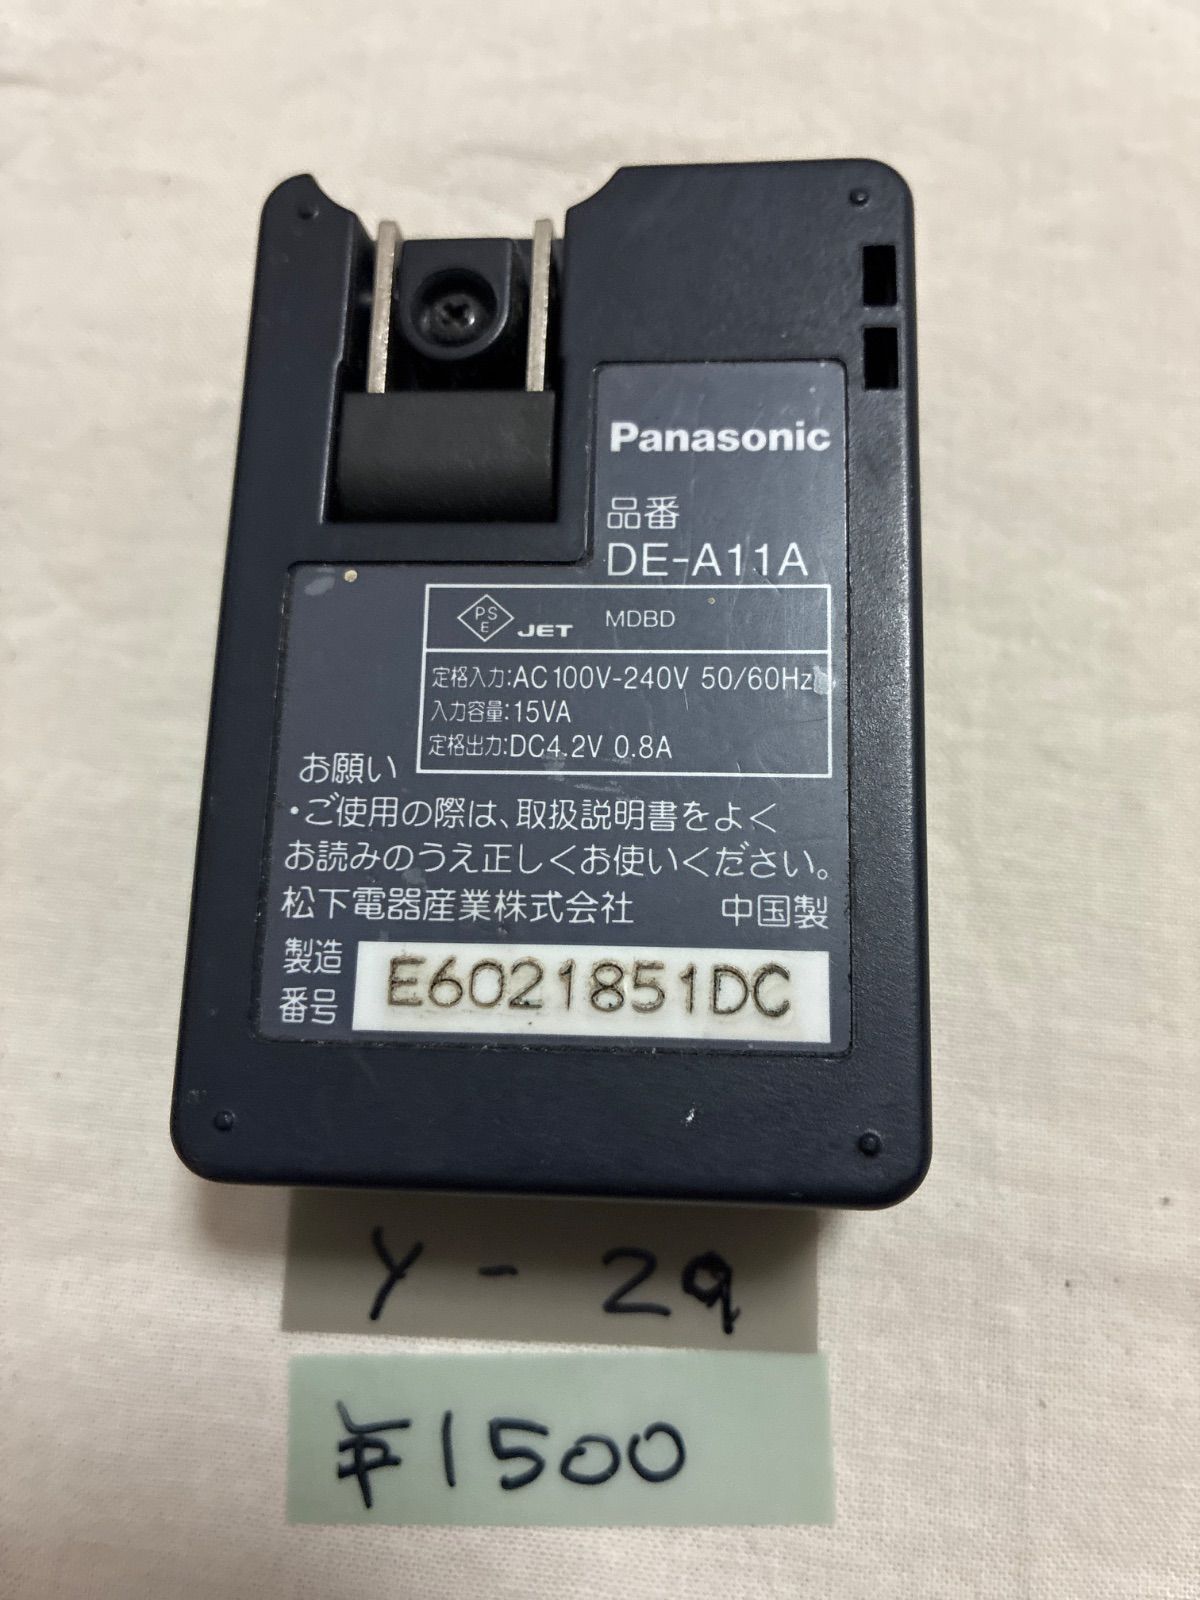 Panasonic
品番
DE-A11A
PS
E
JET MDBD
定格入力:AC100V-240V 50/60Hz
入力容量:15VA
定格出力:DC4.2V 0.8A
お願い
・ご使用の際は、取扱説明書をよく
お読みのうえ正しくお使いください。
松下電器産業株式会社 中国製
製造
番号
E6021851DC
Y-29
¥1500